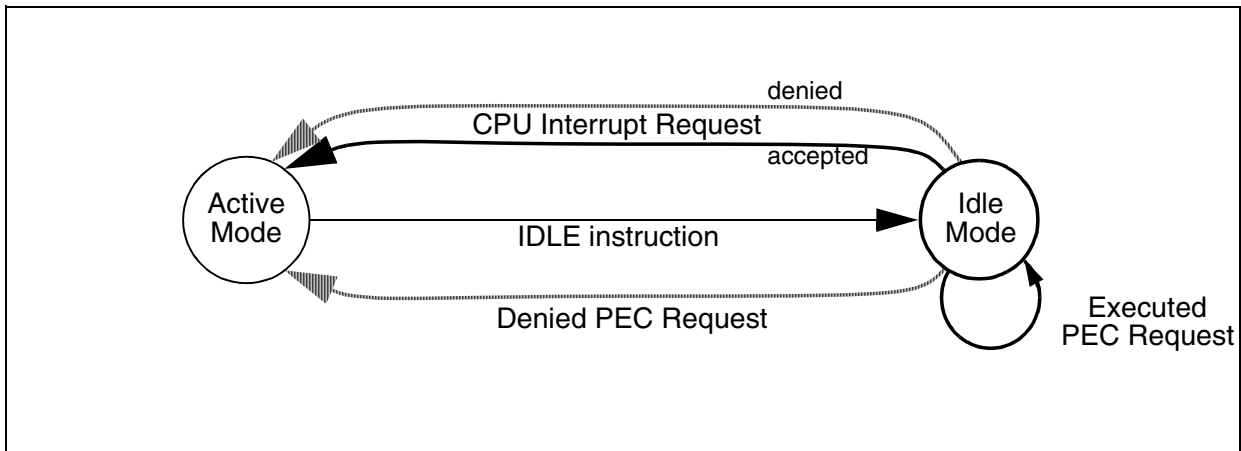 denied
CPU Interrupt Request
accepted
Active
Mode
Idle
Mode
IDLE instruction
Denied PEC Request
Executed
PEC Request